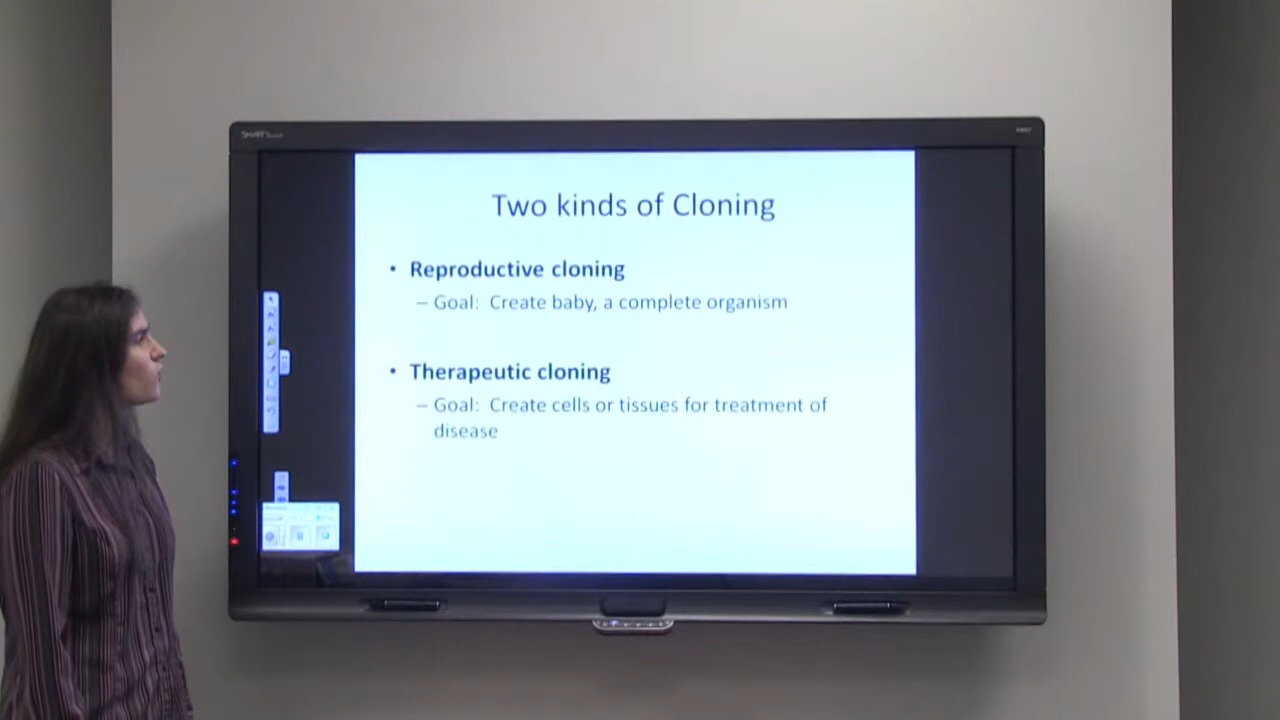 SMART
Two kinds of Cloning
• Reproductive cloning
– Goal: Create baby, a complete organism
• Therapeutic cloning
– Goal: Create cells or tissues for treatment of
disease